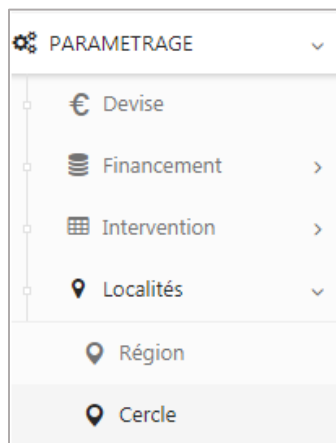 PARAMETRAGE
Devise
Financement
Intervention
Localités
Région
Cercle